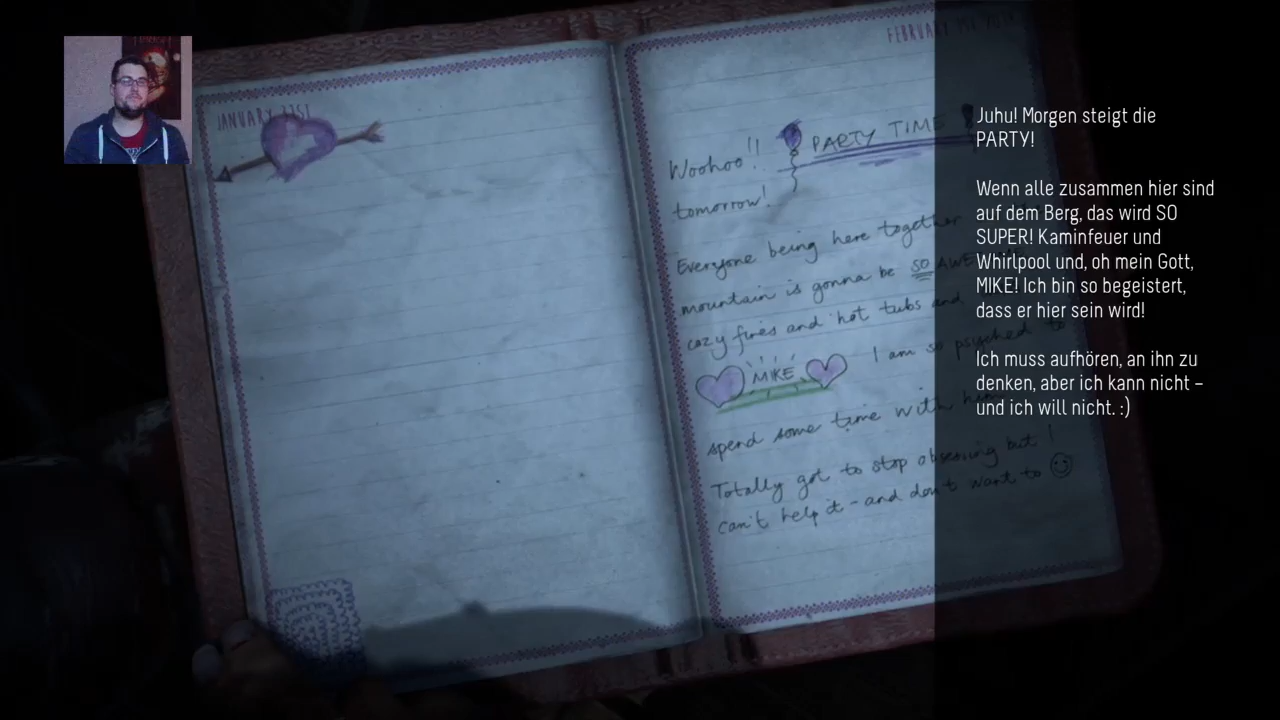 JANUARY 31ST
FEBRUARY 1ST
Woohoo!! PARTY TIME
tomorrow!
Everyone being here together
mountain is gonna be SO AWE
cozy fires and hot tubs and
MIKE I am so psyched to
spend some time with him
Totally got to stop obsessing but I
can't help it - and don't want to
Juhu! Morgen steigt die
PARTY!
Wenn alle zusammen hier sind
auf dem Berg, das wird SO
SUPER! Kaminfeuer und
Whirlpool und, oh mein Gott,
MIKE! Ich bin so begeistert,
dass er hier sein wird!
Ich muss aufhören, an ihn zu
denken, aber ich kann nicht –
und ich will nicht. :)